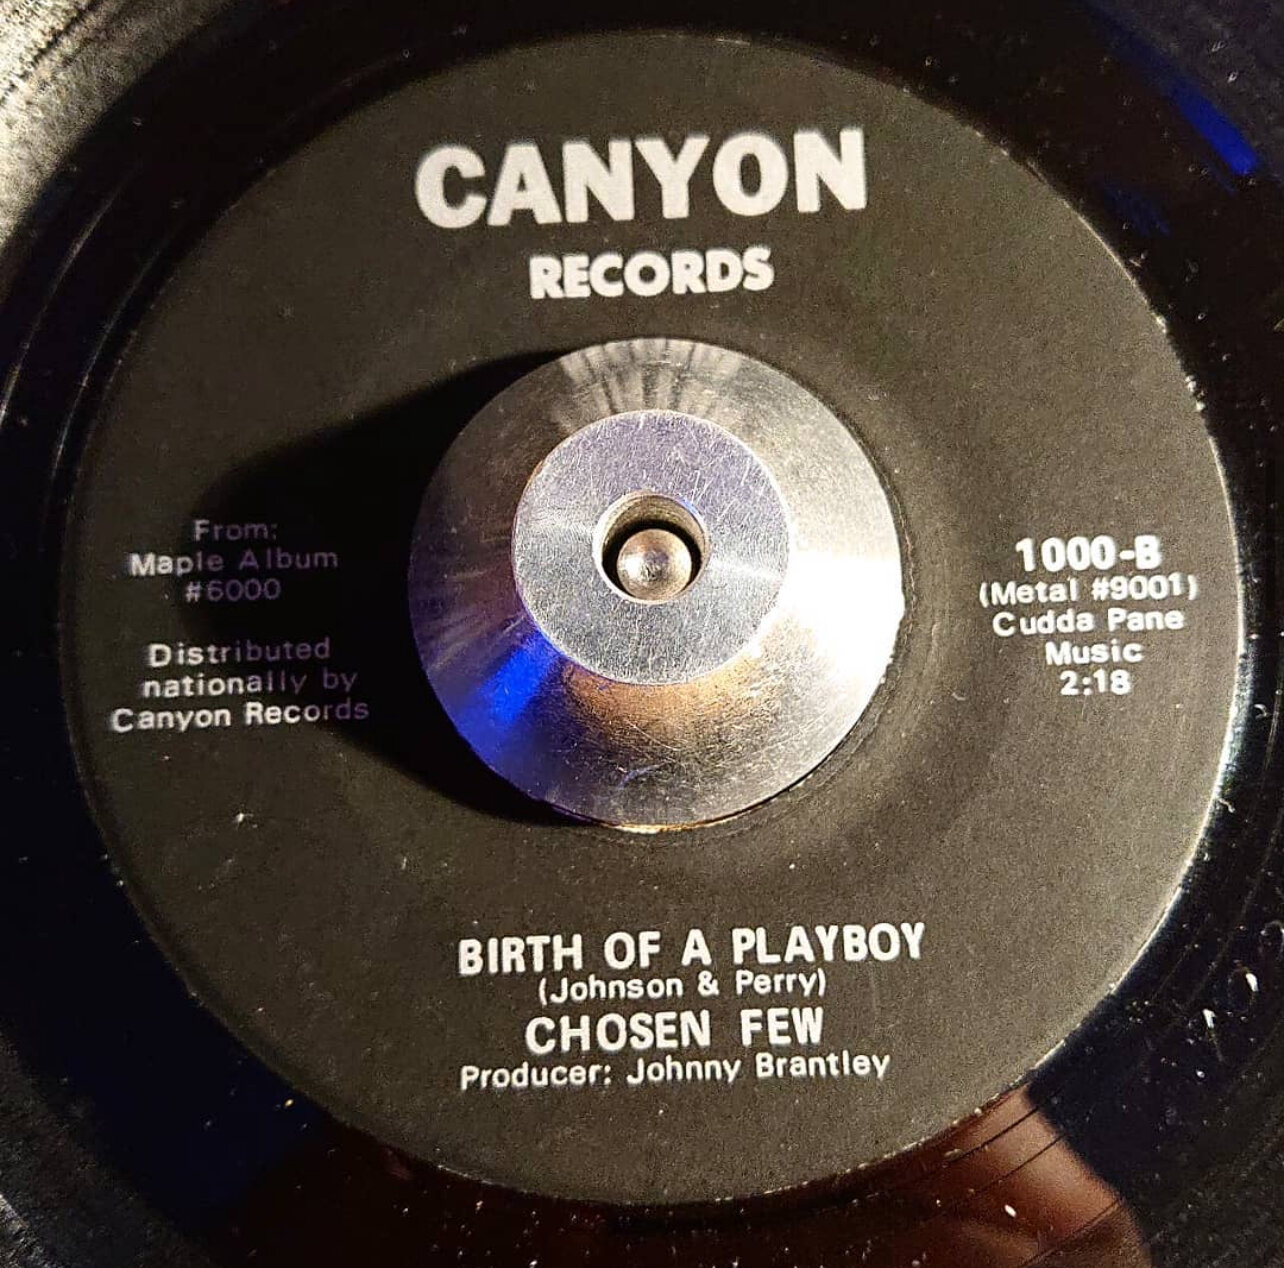 CANYON
RECORDS
From:
Maple Album
#6000
Distributed
nationally by
Canyon Records
1000-B
(Metal #9001)
Cudda Pane
Music
2:18
BIRTH OF A PLAYBOY
(Johnson & Perry)
CHOSEN FEW
Producer: Johnny Brantley